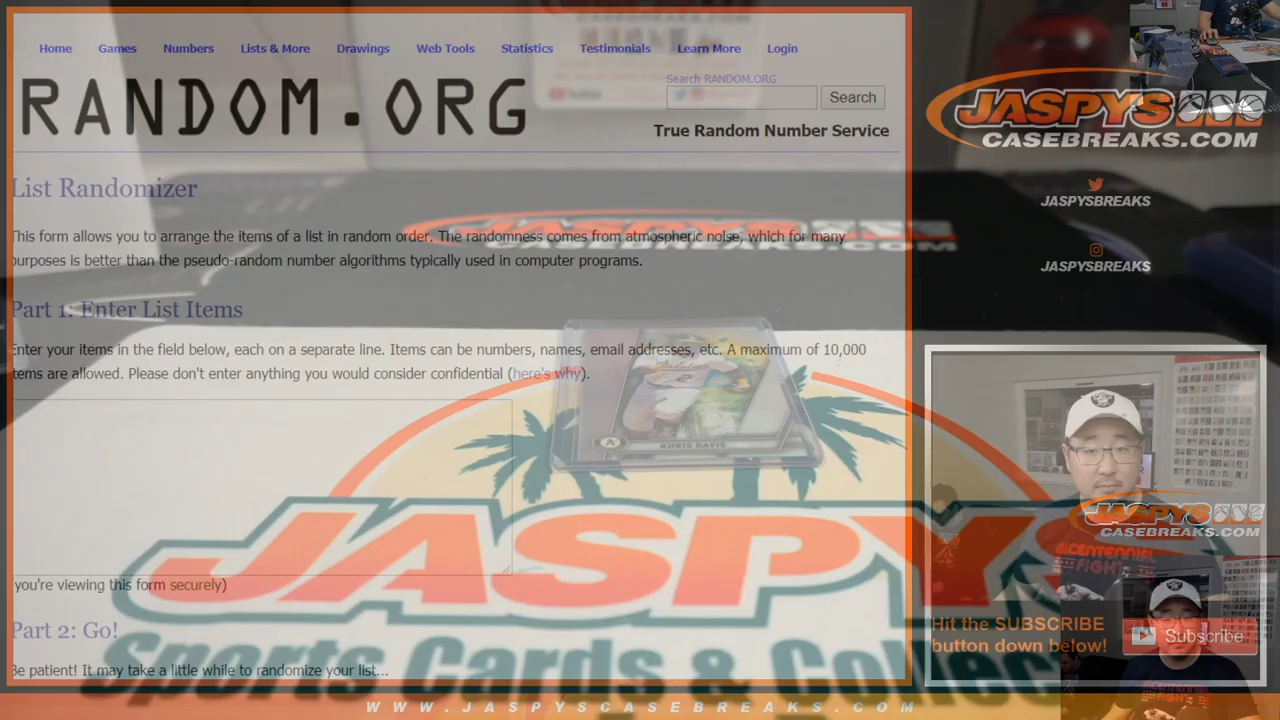 Home Games Numbers Lists & More Drawings Web Tools Statistics Testimonials Learn More Login
RANDOM.ORG
Search RANDOM.ORG
Search
True Random Number Service
List Randomizer
This form allows you to arrange the items of a list in random order. The randomness comes from atmospheric noise, which for many
purposes is better than the pseudo-random number algorithms typically used in computer programs.
Part 1: Enter List Items
Enter your items in the field below, each on a separate line. Items can be numbers, names, email addresses, etc. A maximum of 10,000
items are allowed. Please don't enter anything you would consider confidential (here's why).
you're viewing this form securely)
Part 2: Go!
Be patient! It may take a little while to randomize your list...
JASPYS
CASEBREAKS.COM
JASPYSBREAKS
JASPYSBREAKS
JASPYS
CASEBREAKS.COM
KHRIS DAVIS
JASPY
Sports Cards & Collec
JASPYS
CASEBREAKS.COM
BICENTENNIAL
FIGHT
Hit the SUBSCRIBE
button down below!
Subscribe
WWW.JASPYSCASEBREAKS.COM